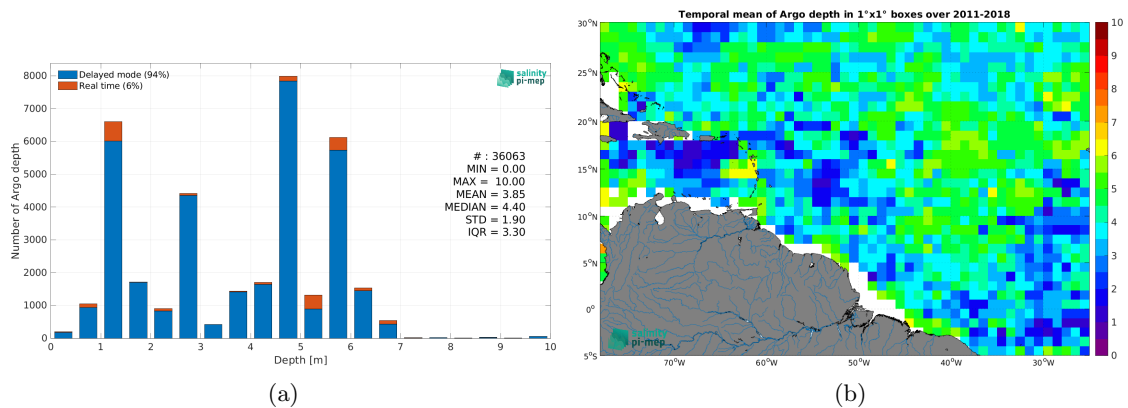 Temporal mean of Argo depth in 1°x1° boxes over 2011-2018
Delayed mode (94%)
Real time (6%)
salinity
pi-mep
# : 36063
MIN = 0.00
MAX = 10.00
MEAN = 3.85
MEDIAN = 4.40
STD = 1.90
IQR = 3.30
Number of Argo depth
8000
7000
6000
5000
4000
3000
2000
1000
0
0 1 2 3 4 5 6 7 8 9 10
Depth [m]
(a)
30°N
25°N
20°N
15°N
10°N
5°N
0°
5°S
70°W 60°W 50°W 40°W 30°W
salinity
pi-mep
10
9
8
7
6
5
4
3
2
1
0
(b)